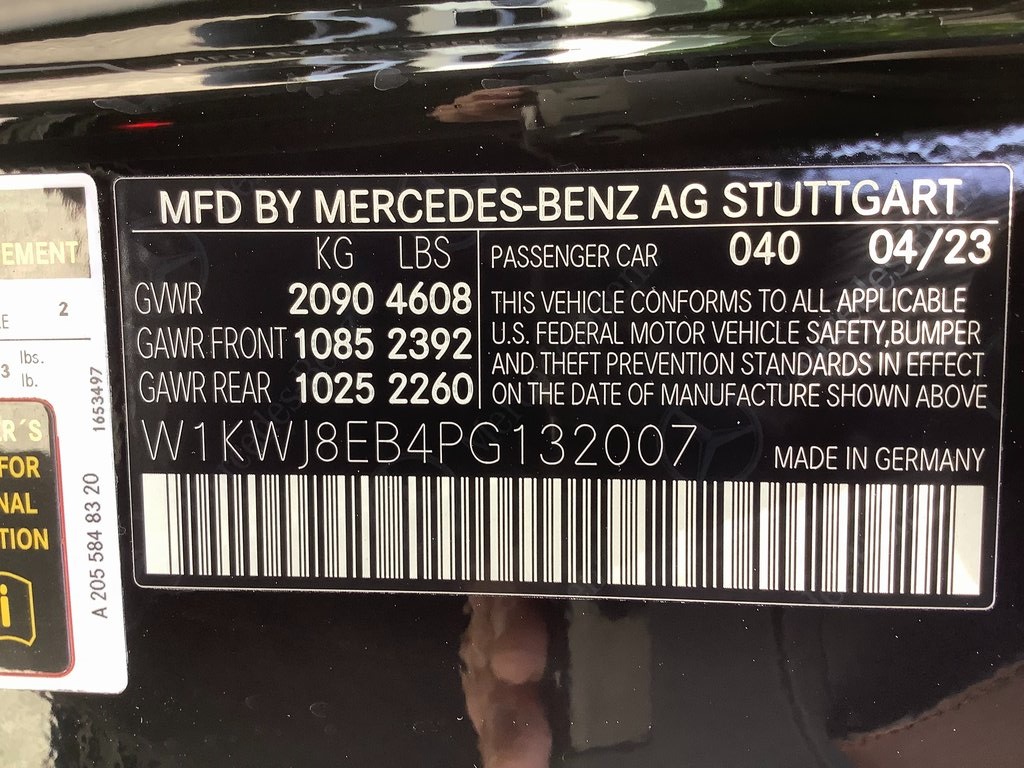 MFD BY MERCEDES-BENZ AG STUTTGART
KG LBS
GVWR 2090 4608
GAWR FRONT 1085 2392
GAWR REAR 1025 2260
PASSENGER CAR 040 04/23
THIS VEHICLE CONFORMS TO ALL APPLICABLE
U.S. FEDERAL MOTOR VEHICLE SAFETY,BUMPER
AND THEFT PREVENTION STANDARDS IN EFFECT
ON THE DATE OF MANUFACTURE SHOWN ABOVE
W1KWJ8EB4PG132007
MADE IN GERMANY
EMENT
E 2
lbs.
3 lb.
R´S
FOR
NAL
TION
i
1653497
A 205 584 83 20